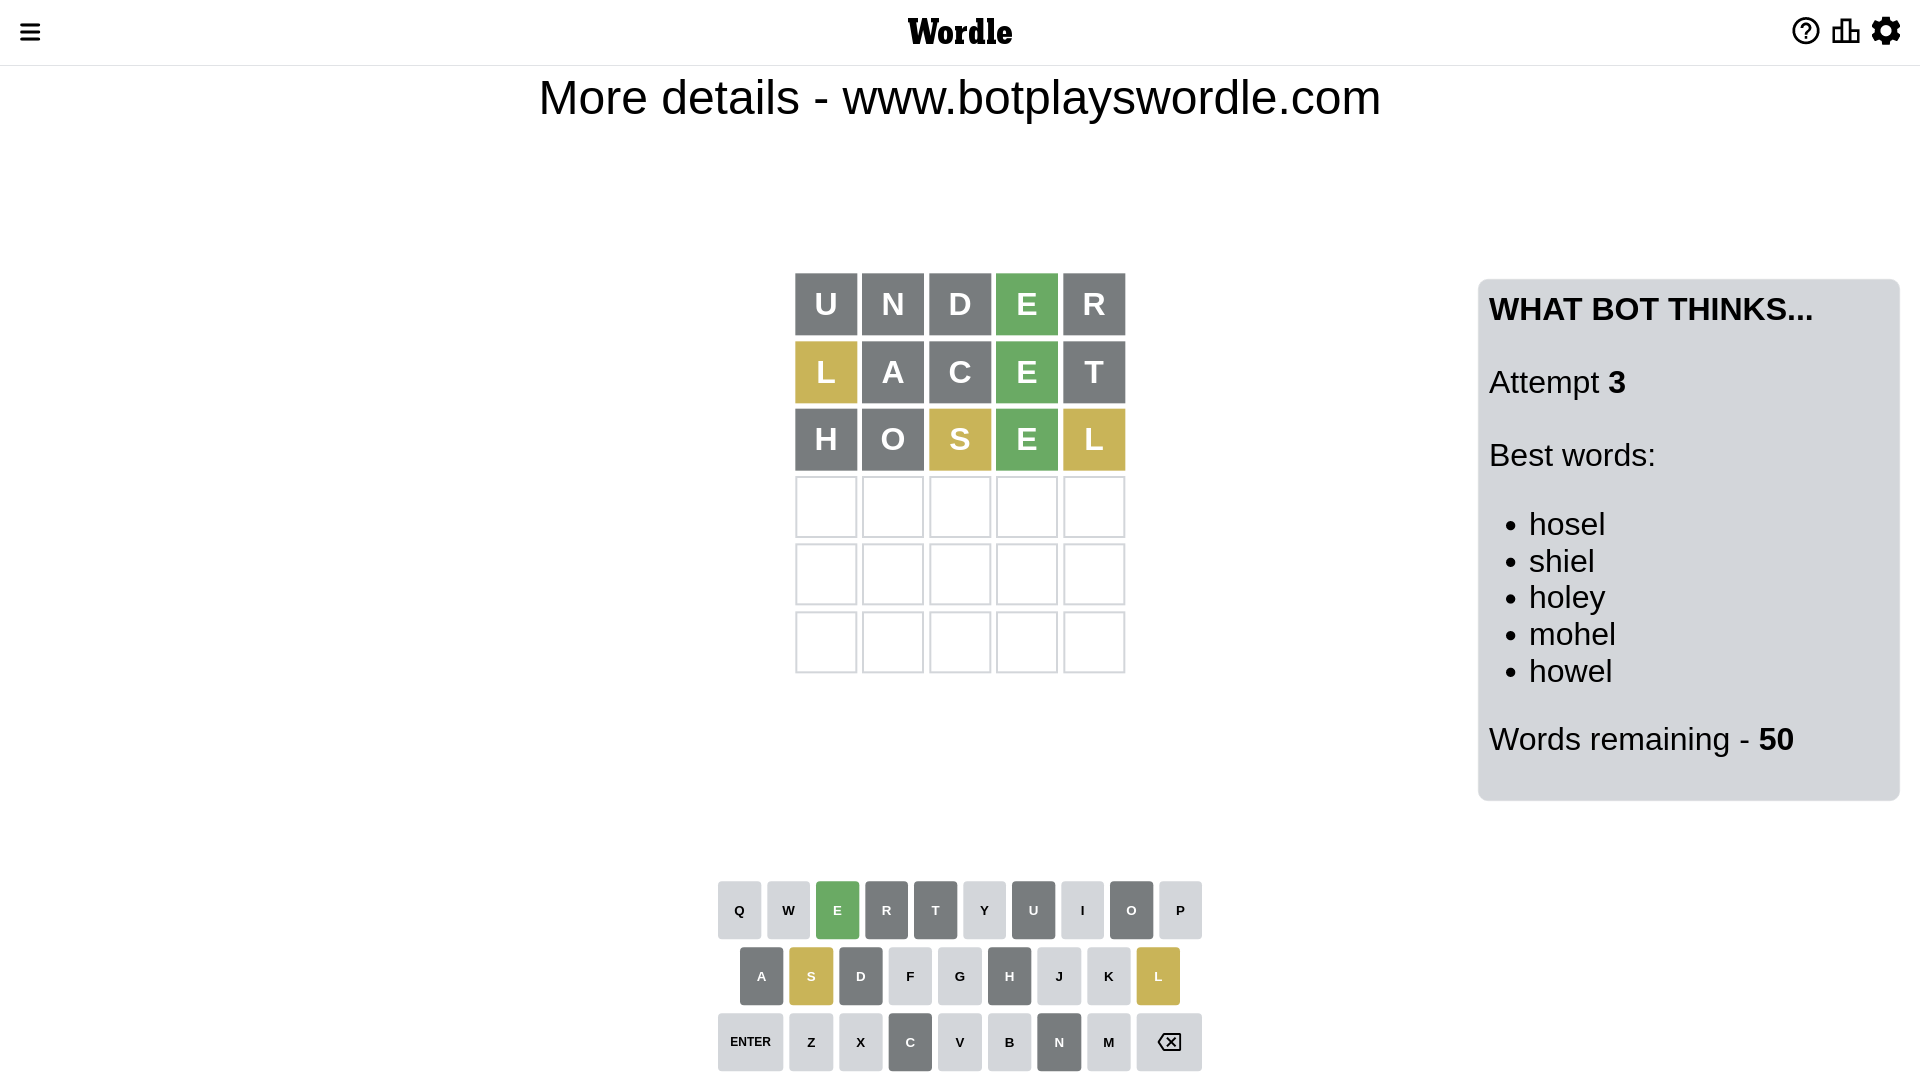 Wordle
More details - www.botplayswordle.com
U N D E R
L A C E T
H O S E L
WHAT BOT THINKS...
Attempt 3
Best words:
• hosel
• shiel
• holey
• mohel
• howel
Words remaining - 50
Q W E R T Y U I O P
A S D F G H J K L
ENTER Z X C V B N M